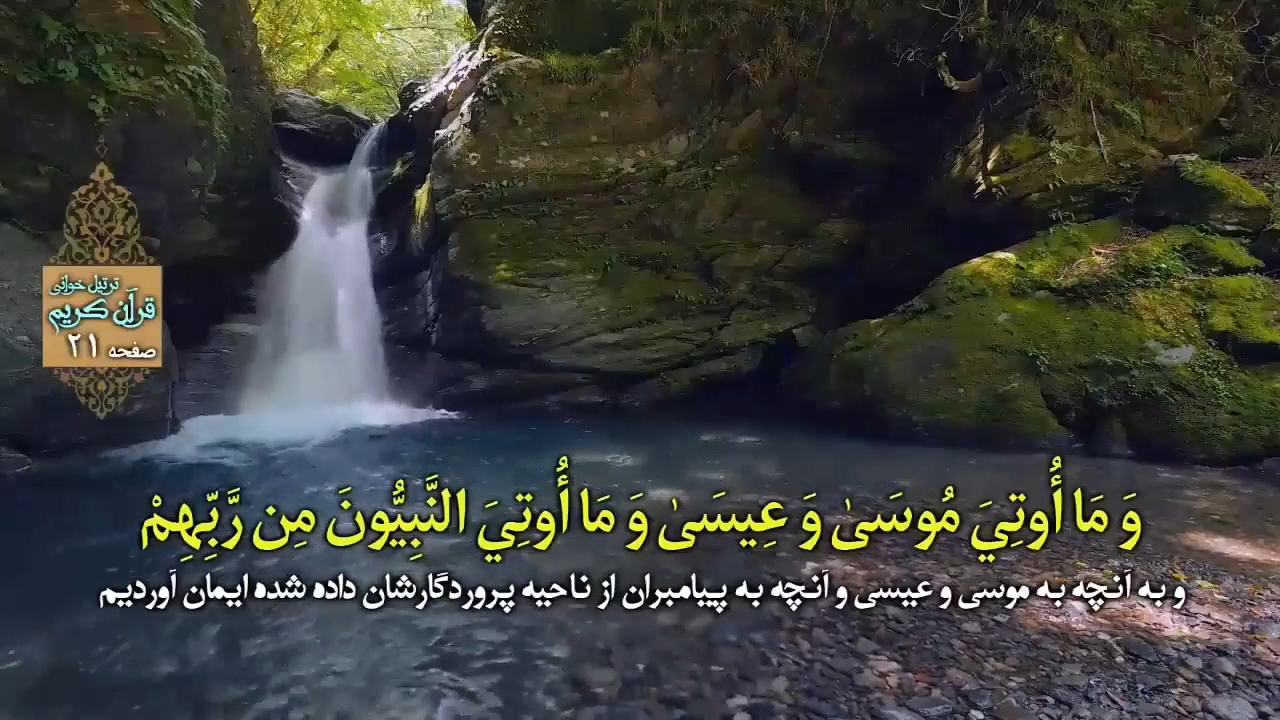 ترتیل خوانی
قرآن کریم
صفحه ۲۱
وَ مَا أُوتِيَ مُوسَىٰ وَ عِيسَىٰ وَ مَا أُوتِيَ النَّبِيُّونَ مِن رَّبِّهِمْ
و به آنچه به موسی و عیسی و آنچه به پیامبران از ناحیه پروردگارشان داده شده ایمان آوردیم